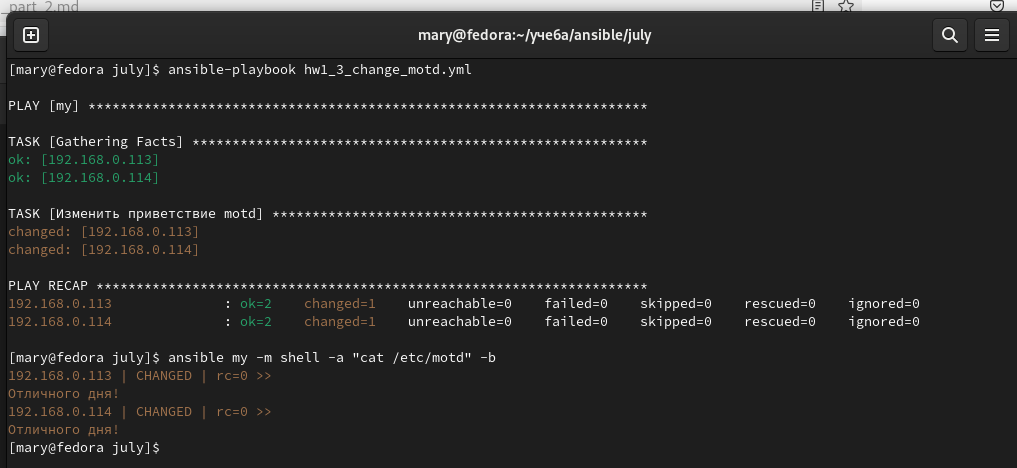 part_2.md
mary@fedora:~/учеба/ansible/july
[mary@fedora july]$ ansible-playbook hw1_3_change_motd.yml
PLAY [my] **********************************************************************
TASK [Gathering Facts] *********************************************************
ok: [192.168.0.113]
ok: [192.168.0.114]
TASK [Изменить приветствие motd] ***********************************************
changed: [192.168.0.113]
changed: [192.168.0.114]
PLAY RECAP *********************************************************************
192.168.0.113              : ok=2    changed=1    unreachable=0    failed=0    skipped=0    rescued=0    ignored=0
192.168.0.114              : ok=2    changed=1    unreachable=0    failed=0    skipped=0    rescued=0    ignored=0
[mary@fedora july]$ ansible my -m shell -a "cat /etc/motd" -b
192.168.0.113 | CHANGED | rc=0 >>
Отличного дня!
192.168.0.114 | CHANGED | rc=0 >>
Отличного дня!
[mary@fedora july]$